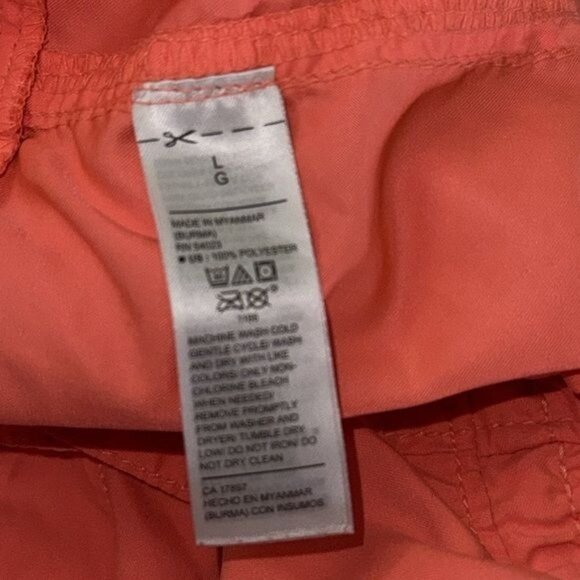 L
G
MADE IN MYANMAR
(BURMA)
RN 54023
US : 100% POLYESTER
MACHINE WASH COLD
GENTLE CYCLE/ WASH
AND DRY WITH LIKE
COLORS/ ONLY NON-
CHLORINE BLEACH
WHEN NEEDED/
REMOVE PROMPTLY
FROM WASHER AND
DRYER/ TUMBLE DRY
LOW/ DO NOT IRON/ DO
NOT DRY CLEAN
CA 17897
HECHO EN MYANMAR
(BURMA) CON INSUMOS